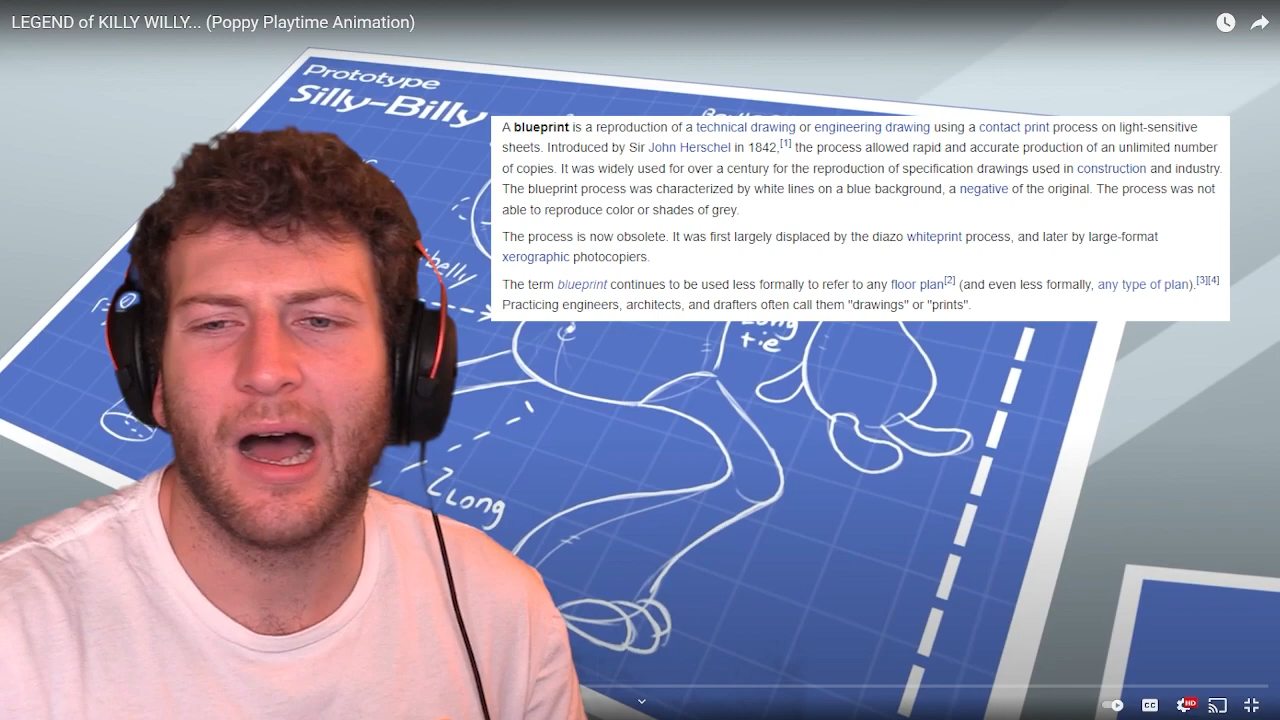 LEGEND of KILLY WILLY... (Poppy Playtime Animation)
Prototype
Silly-Billy
A blueprint is a reproduction of a technical drawing or engineering drawing using a contact print process on light-sensitive
sheets. Introduced by Sir John Herschel in 1842,[1] the process allowed rapid and accurate production of an unlimited number
of copies. It was widely used for over a century for the reproduction of specification drawings used in construction and industry.
The blueprint process was characterized by white lines on a blue background, a negative of the original. The process was not
able to reproduce color or shades of grey.
The process is now obsolete. It was first largely displaced by the diazo whiteprint process, and later by large-format
xerographic photocopiers.
The term blueprint continues to be used less formally to refer to any floor plan[2] (and even less formally, any type of plan).[3][4]
Practicing engineers, architects, and drafters often call them "drawings" or "prints".
belly
Long
tie
2 Long
CC
HD